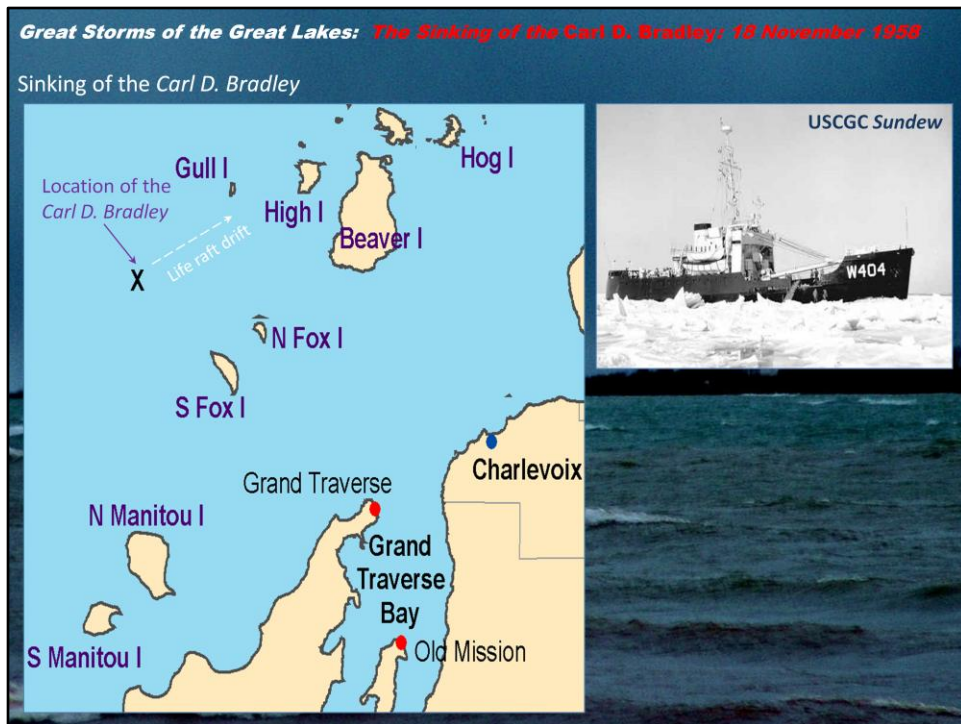 Great Storms of the Great Lakes: The Sinking of the Carl D. Bradley: 18 November 1958
Sinking of the Carl D. Bradley
USCGC Sundew
Hog I
Gull I
Location of the
Carl D. Bradley
High I
Beaver I
Life raft drift
X
W404
N Fox I
S Fox I
Charlevoix
Grand Traverse
N Manitou I
Grand
Traverse
Bay
Old Mission
S Manitou I